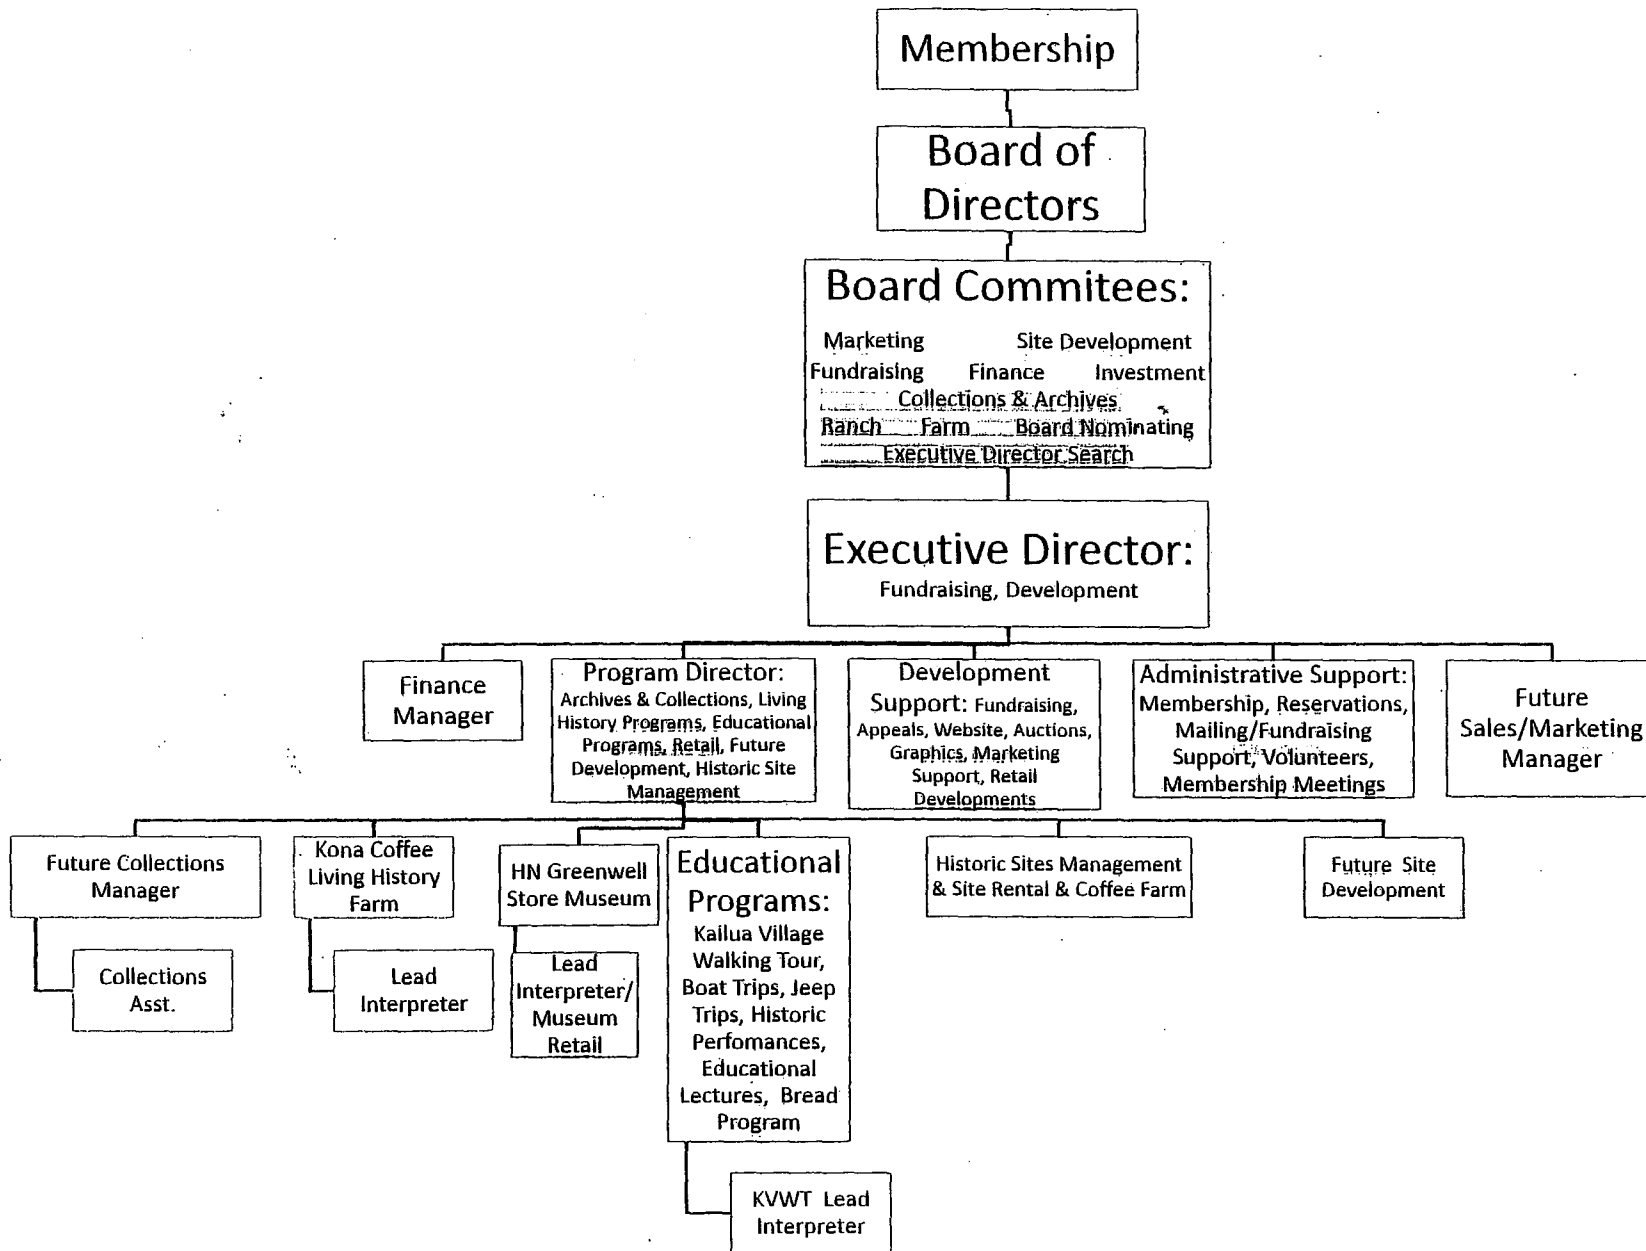 Membership
Board of
Directors
Board Commitees:
Marketing Site Development
Fundraising Finance Investment
Collections & Archives
Ranch Farm Board Nominating
Executive Director Search
Executive Director:
Fundraising, Development
Finance
Manager
Program Director:
Archives & Collections, Living
History Programs, Educational
Programs, Retail, Future
Development, Historic Site
Management
Development
Support: Fundraising,
Appeals, Website, Auctions,
Graphics, Marketing
Support, Retail
Developments
Administrative Support:
Membership, Reservations,
Mailing/Fundraising
Support, Volunteers,
Membership Meetings
Future
Sales/Marketing
Manager
Future Collections
Manager
Kona Coffee
Living History
Farm
HN Greenwell
Store Museum
Educational
Programs:
Kailua Village
Walking Tour,
Boat Trips, Jeep
Trips, Historic
Perfomances,
Educational
Lectures, Bread
Program
Historic Sites Management
& Site Rental & Coffee Farm
Future Site
Development
Collections
Asst.
Lead
Interpreter
Lead
Interpreter/
Museum
Retail
KVWT Lead
Interpreter